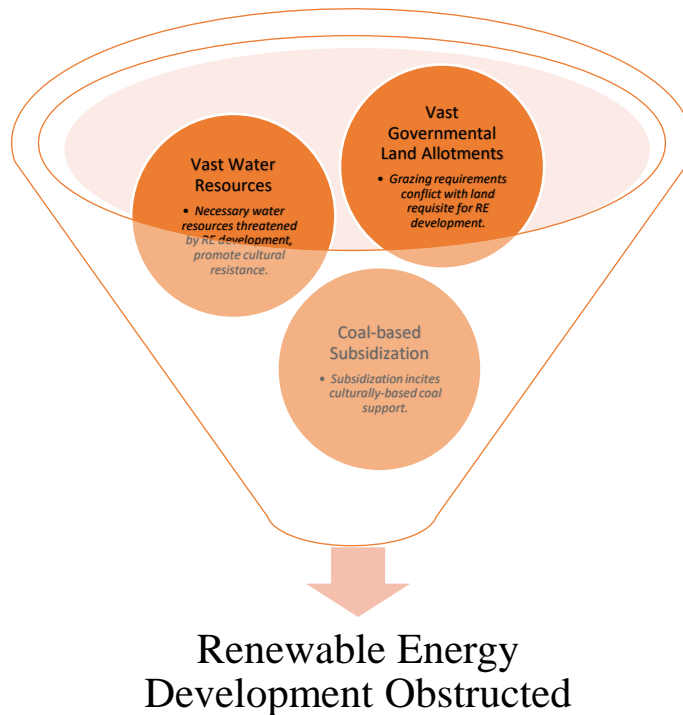 Vast Water
Resources
• Necessary water
resources threatened
by RE development,
promote cultural
resistance.
Vast
Governmental
Land Allotments
• Grazing requirements
conflict with land
requisite for RE
development.
Coal-based
Subsidization
• Subsidization incites
culturally-based coal
support.
Renewable Energy
Development Obstructed